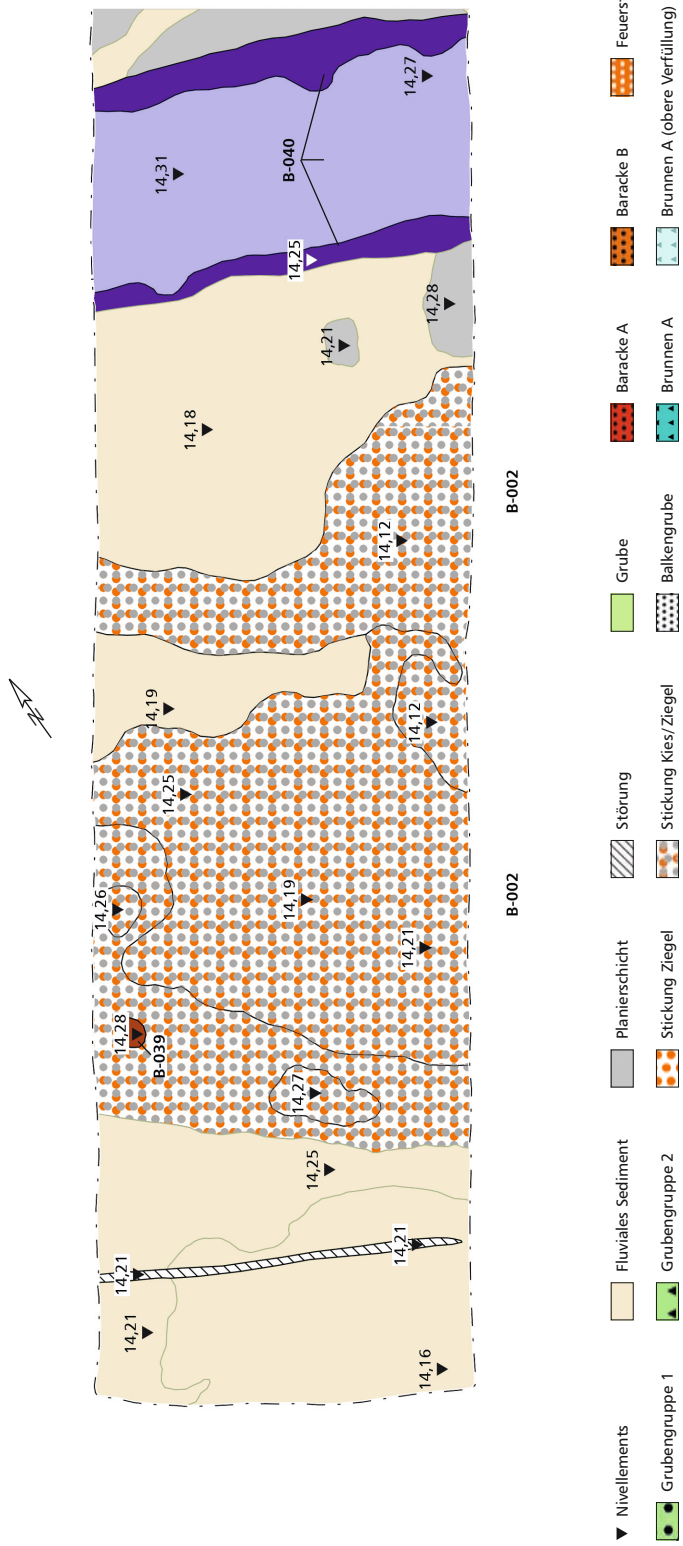 14,26
14,21
14,28
14,21
14,19
B-039
14,31
14,25
14,18
B-040
14,19
14,25
14,27
14,25
14,21
14,12
14,21
14,21
14,27
14,12
14,16
14,28
B-002
B-002
Nivellements
Fluviales Sediment
Planierschicht
Störung
Grube
Baracke A
Baracke B
Grubengruppe 1
Grubengruppe 2
Stickung Ziegel
Stickung Kies/Ziegel
Balkengrube
Brunnen A
Brunnen A (obere Verfüllung)